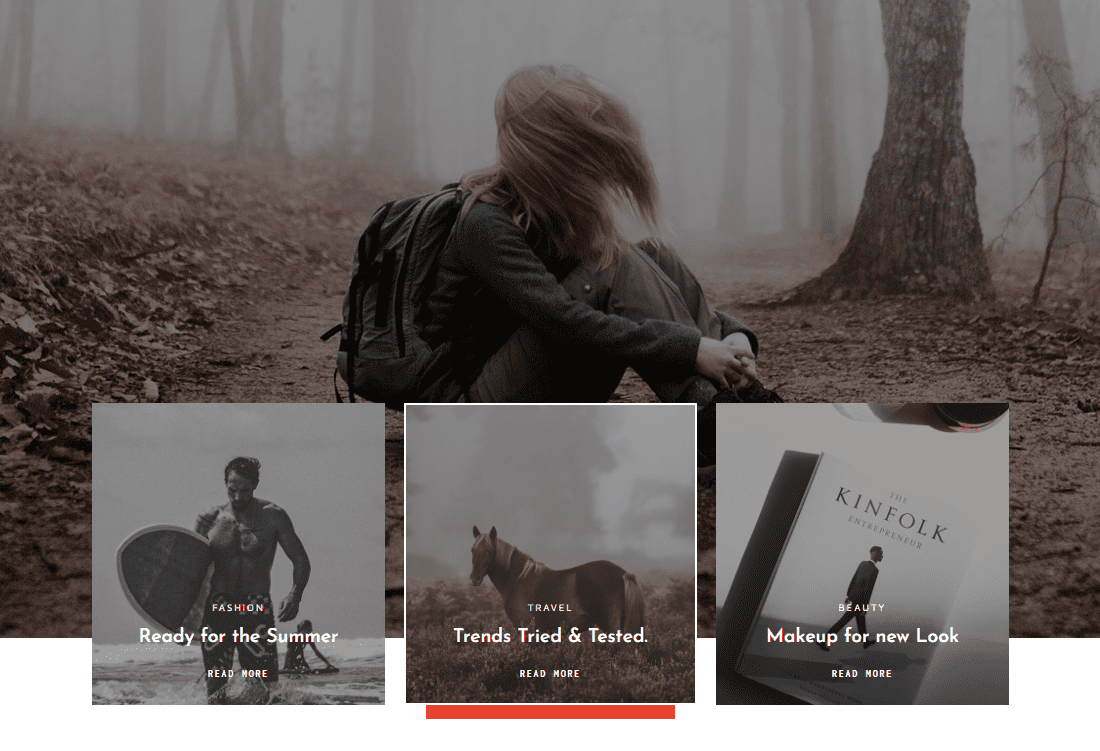 FASHION
Ready for the Summer
READ MORE
TRAVEL
Trends Tried & Tested.
READ MORE
THE
KINFOLK
ENTREPRENEUR
BEAUTY
Makeup for new Look
READ MORE